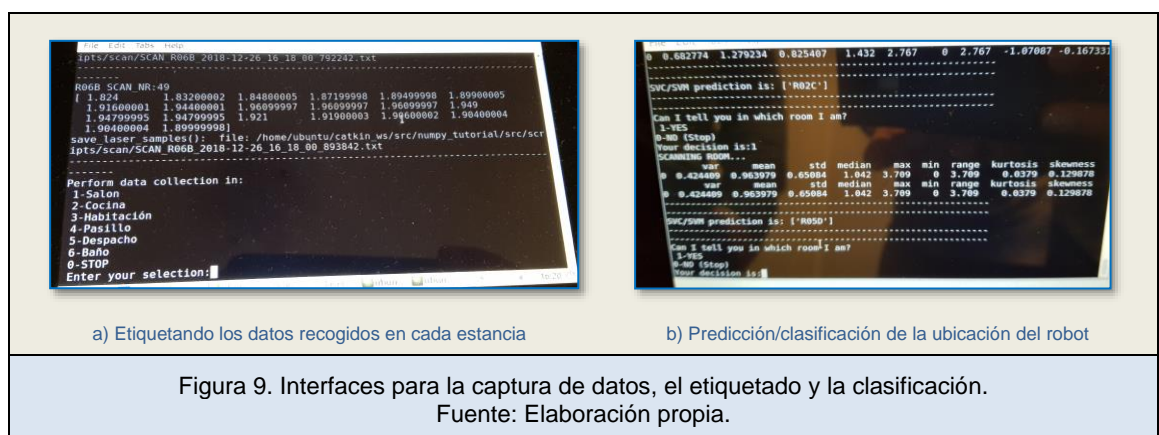 File Edit Tabs Help
ipts/scan/SCAN_R06B_2018-12-26_16_18_00_792242.txt
-------
R06B SCAN_NR:49
[ 1.824 1.83200002 1.84800005 1.87199998 1.89499998 1.89900005
1.91600001 1.94400001 1.96099997 1.96099997 1.96099997 1.949
1.94799995 1.94799995 1.921 1.91900003 1.90600002 1.90400004
1.90400004 1.89999998]
save_laser_samples(): file: /home/ubuntu/catkin_ws/src/numpy_tutorial/src/scr
ipts/scan/SCAN_R06B_2018-12-26_16_18_00_893842.txt
-------
Perform data collection in:
1-Salon
2-Cocina
3-Habitación
4-Pasillo
5-Despacho
6-Baño
0-STOP
Enter your selection:
16:20
0 0.682774 1.279234 0.825407 1.432 2.767 0 2.767 -1.07087 -0.167331
SVC/SVM prediction is: ['R02C']
Can I tell you in which room I am?
1-YES
0-NO (Stop)
Your decision is:1
SCANNING ROOM...
var mean std median max min range kurtosis skewness
0 0.424409 0.963979 0.65084 1.042 3.709 0 3.709 0.0379 0.129878
var mean std median max min range kurtosis skewness
0 0.424409 0.963979 0.65084 1.042 3.709 0 3.709 0.0379 0.129878
SVC/SVM prediction is: ['R05D']
Can I tell you in which room I am?
1-YES
0-NO (Stop)
Your decision is:
a) Etiquetando los datos recogidos en cada estancia
b) Predicción/clasificación de la ubicación del robot
Figura 9. Interfaces para la captura de datos, el etiquetado y la clasificación.
Fuente: Elaboración propia.